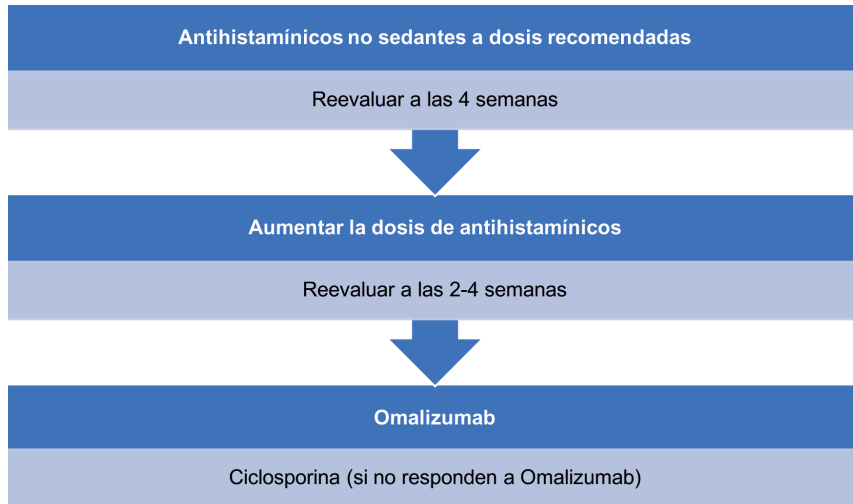 Antihistamínicos no sedantes a dosis recomendadas
Reevaluar a las 4 semanas
Aumentar la dosis de antihistamínicos
Reevaluar a las 2-4 semanas
Omalizumab
Ciclosporina (si no responden a Omalizumab)